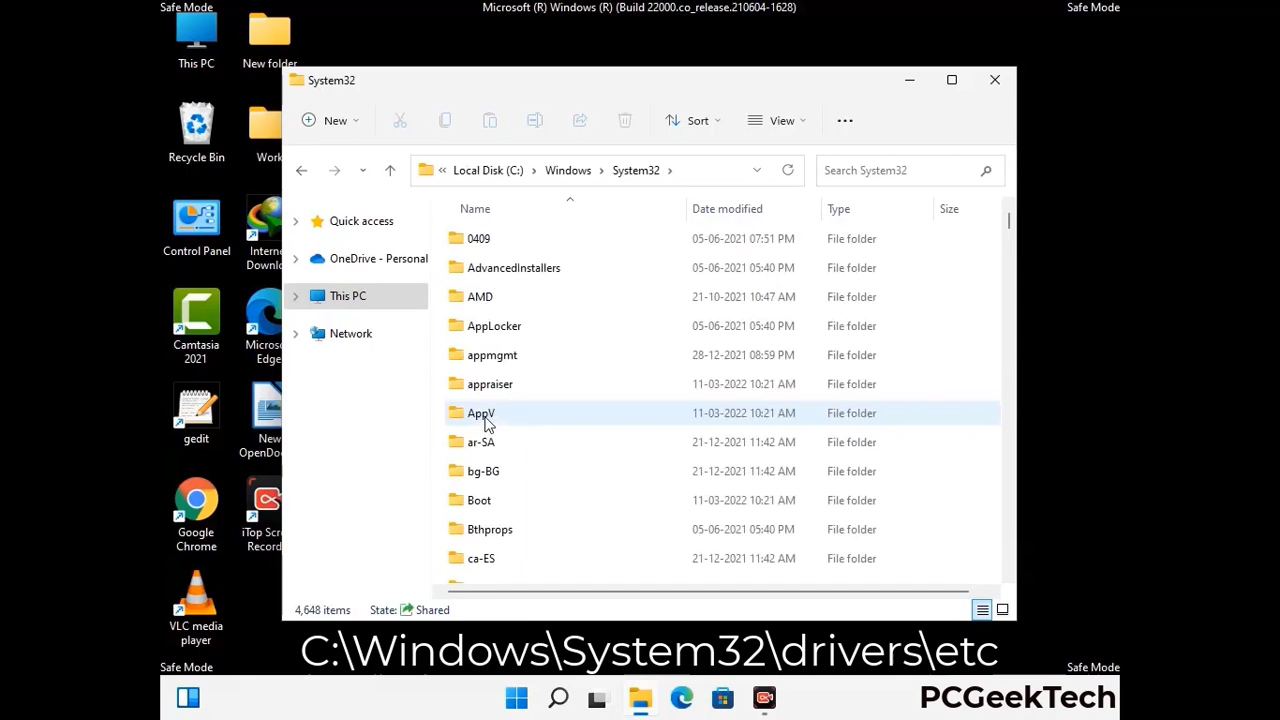 Safe Mode
Microsoft (R) Windows (R) (Build 22000.co_release.210604-1628)
Safe Mode
This PC
New folder
Recycle Bin
Work
Control Panel
Interne
Downlo
Camtasia
2021
Micros
Edge
gedit
New
OpenDo
Google
Chrome
iTop Scre
Record
VLC media
player
System32
New
Sort
View
Local Disk (C:) > Windows > System32 >
Search System32
Quick access
OneDrive - Personal
This PC
Network
Name Date modified Type Size
0409 05-06-2021 07:51 PM File folder
AdvancedInstallers 05-06-2021 05:40 PM File folder
AMD 21-10-2021 10:47 AM File folder
AppLocker 05-06-2021 05:40 PM File folder
appmgmt 28-12-2021 08:59 PM File folder
appraiser 11-03-2022 10:21 AM File folder
AppV 11-03-2022 10:21 AM File folder
ar-SA 21-12-2021 11:42 AM File folder
bg-BG 21-12-2021 11:42 AM File folder
Boot 11-03-2022 10:21 AM File folder
Bthprops 05-06-2021 05:40 PM File folder
ca-ES 21-12-2021 11:42 AM File folder
4,648 items State: Shared
C:\Windows\System32\drivers\etc
Safe Mode
Safe Mode
PCGeekTech